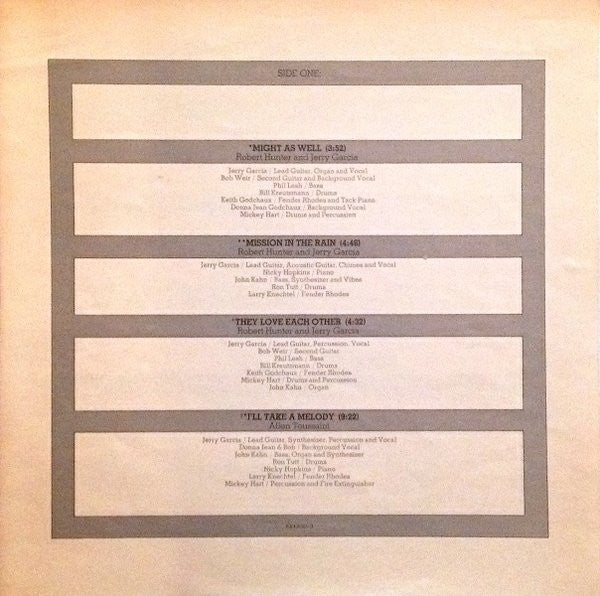 SIDE ONE:
*MIGHT AS WELL (3:52)
Robert Hunter and Jerry Garcia
Jerry Garcia / Lead Guitar, Organ and Vocal
Bob Weir / Second Guitar and Background Vocal
Phil Lesh / Bass
Bill Kreutzmann / Drums
Keith Godchaux / Fender Rhodes and Tack Piano
Donna Jean Godchaux / Background Vocal
Mickey Hart / Drums and Percussion
**MISSION IN THE RAIN (4:46)
Robert Hunter and Jerry Garcia
Jerry Garcia / Lead Guitar, Acoustic Guitar, Chimes and Vocal
Nicky Hopkins / Piano
John Kahn / Bass, Synthesizer and Vibes
Ron Tutt / Drums
Larry Knechtel / Fender Rhodes
*THEY LOVE EACH OTHER (4:32)
Robert Hunter and Jerry Garcia
Jerry Garcia / Lead Guitar, Percussion, Vocal
Bob Weir / Second Guitar
Phil Lesh / Bass
Bill Kreutzmann / Drums
Keith Godchaux / Fender Rhodes
Mickey Hart / Drums and Percussion
John Kahn / Organ
**I'LL TAKE A MELODY (9:22)
Allen Toussaint
Jerry Garcia / Lead Guitar, Synthesizer, Percussion and Vocal
Donna Jean & Bob / Background Vocal
John Kahn / Bass, Organ and Synthesizer
Ron Tutt / Drums
Nicky Hopkins / Piano
Larry Knechtel / Fender Rhodes
Mickey Hart / Percussion and Fire Extinguisher